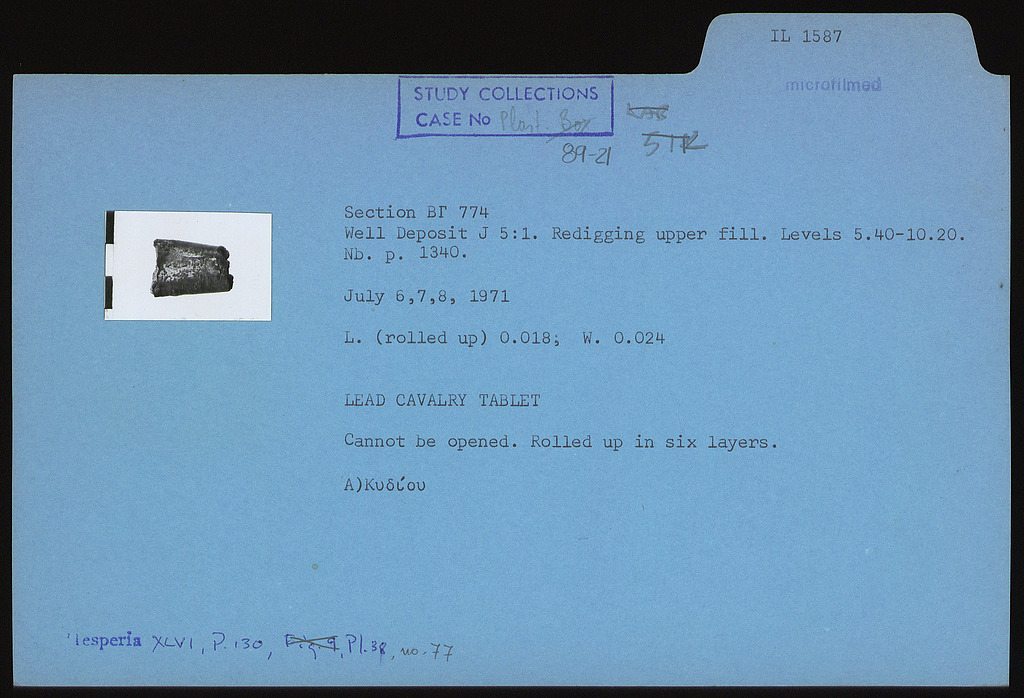 IL 1587
microfilmed
STUDY COLLECTIONS
CASE No Plast. Box
89-21
STR
Section ΒΓ 774
Well Deposit J 5:1. Redigging upper fill. Levels 5.40-10.20.
Nb. p. 1340.
July 6,7,8, 1971
L. (rolled up) 0.018; W. 0.024
LEAD CAVALRY TABLET
Cannot be opened. Rolled up in six layers.
A)Κυδίου
Hesperia XLVI, P. 130, Fig. 9, Pl. 38, no. 77